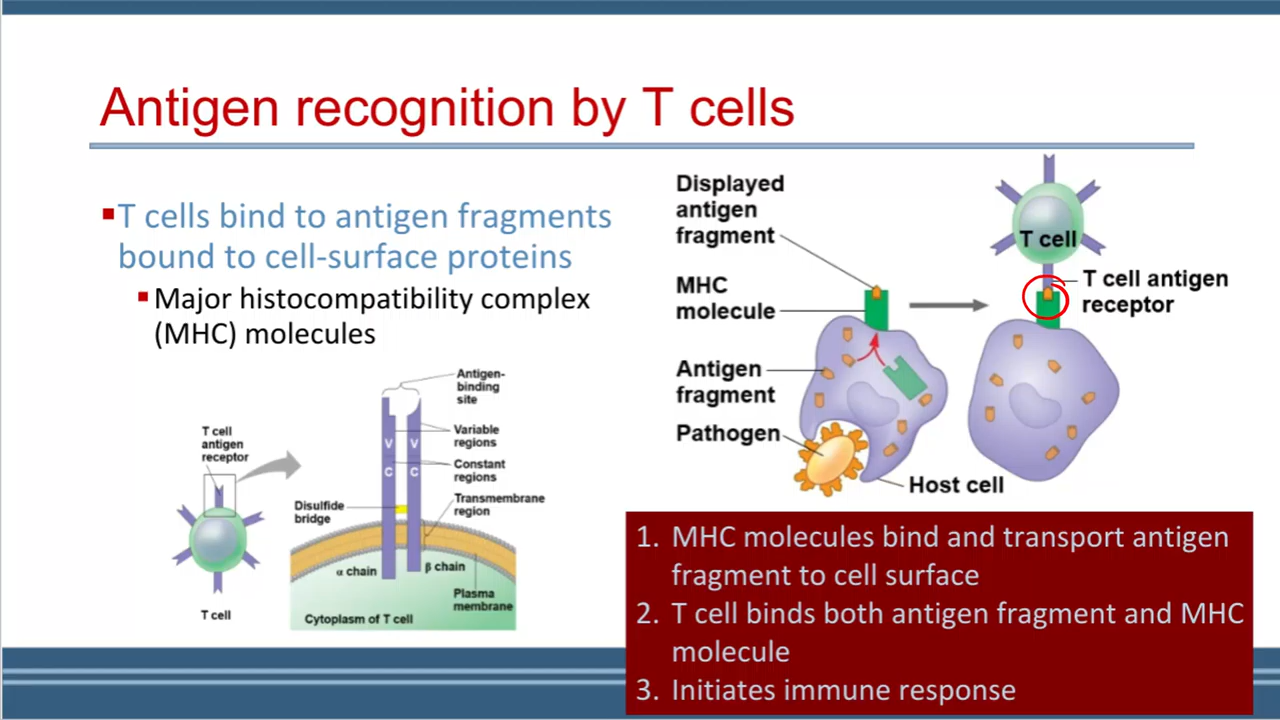 Antigen recognition by T cells
▪T cells bind to antigen fragments
bound to cell-surface proteins
▪Major histocompatibility complex
(MHC) molecules
T cell
antigen
receptor
T cell
Antigen-
binding
site
Variable
regions
V
V
Constant
regions
C
C
Transmembrane
region
Disulfide
bridge
α chain
β chain
Plasma
membrane
Cytoplasm of T cell
Displayed
antigen
fragment
MHC
molecule
Antigen
fragment
Pathogen
Host cell
T cell
T cell antigen
receptor
1. MHC molecules bind and transport antigen
fragment to cell surface
2. T cell binds both antigen fragment and MHC
molecule
3. Initiates immune response